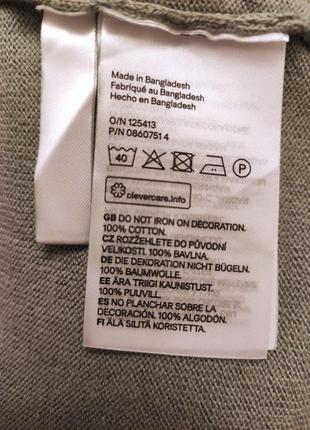 Made in Bangladesh
Fabriqué au Bangladesh
Hecho en Bangladesh
O/N 125413
P/N 08607514
40 P
clevercare.info
GB DO NOT IRON ON DECORATION.
100% COTTON.
CZ ROZŽEHLETE DO PŮVODNÍ
VELIKOSTI. 100% BAVLNA.
DE DIE DEKORATION NICHT BÜGELN.
100% BAUMWOLLE.
EE ÄRA TRIIGI KAUNISTUST.
100% PUUVILL.
ES NO PLANCHAR SOBRE LA
DECORACIÓN. 100% ALGODÓN.
FI ÄLÄ SILITÄ KORISTETTA.